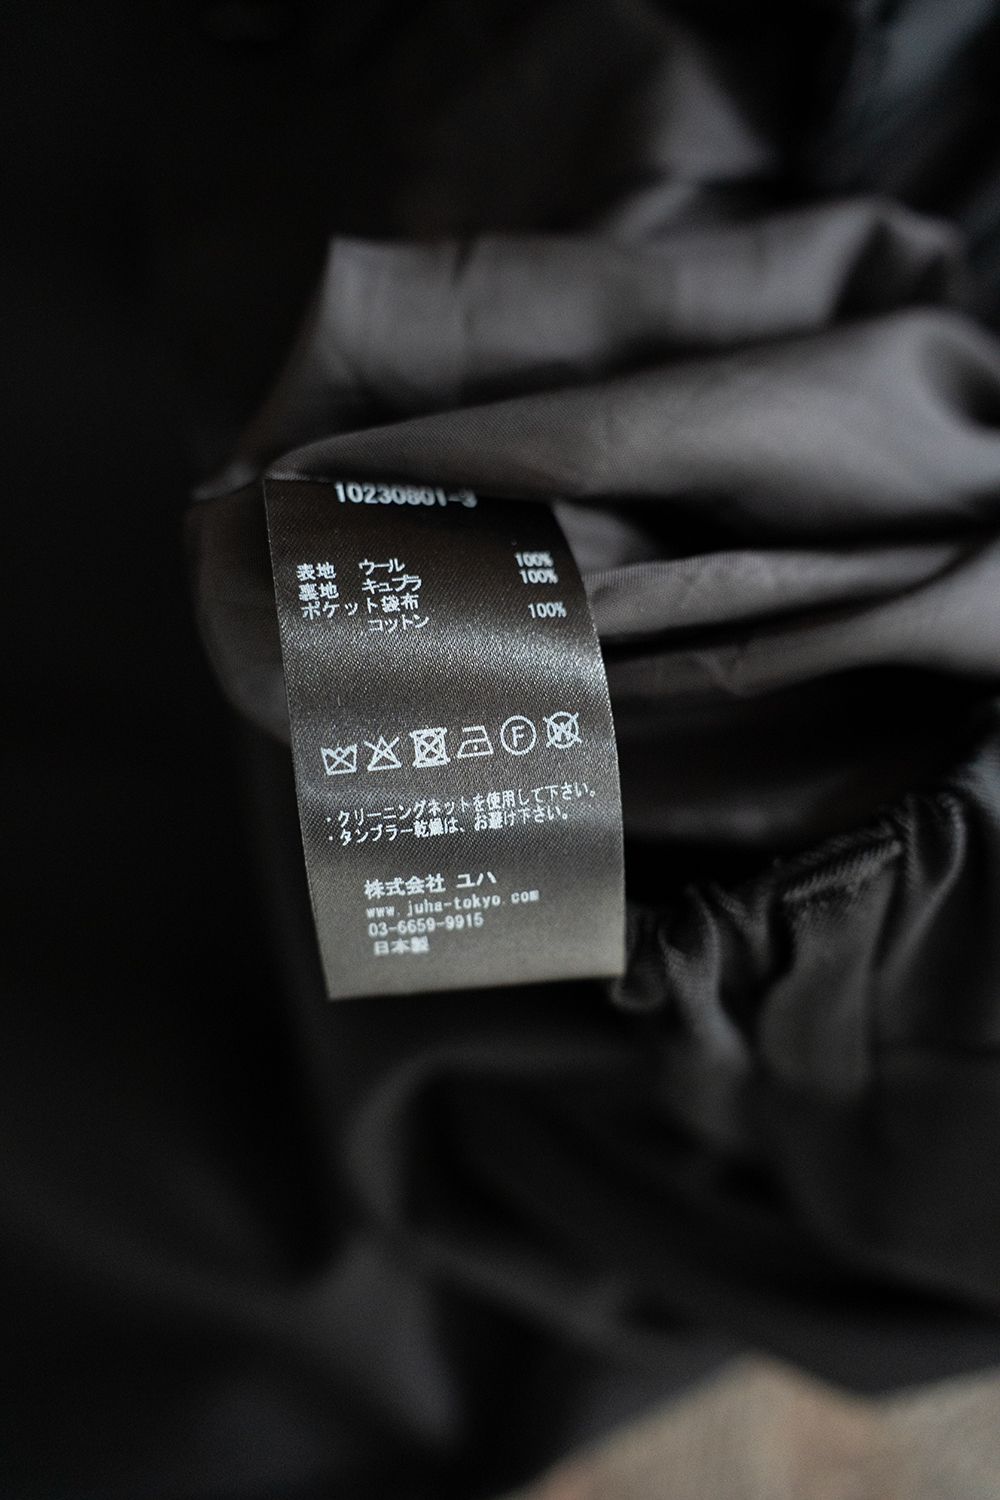 10230801-3
表地 ウール 100%
裏地 キュプラ 100%
ポケット袋布
コットン 100%
F
W
・クリーニングネットを使用して下さい。
・タンブラー乾燥は、お避け下さい。
株式会社 ユハ
www.juha-tokyo.com
03-6659-9915
日本製